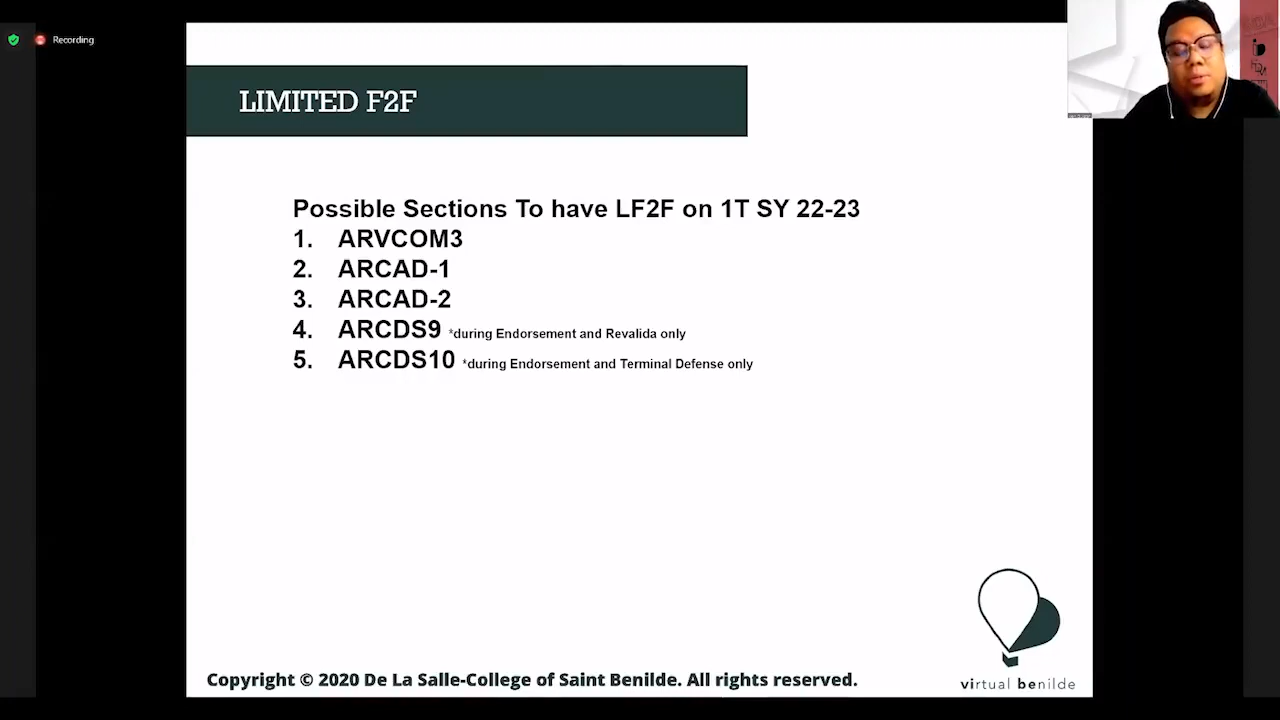 Recording
LIMITED F2F
Possible Sections To have LF2F on 1T SY 22-23
1. ARVCOM3
2. ARCAD-1
3. ARCAD-2
4. ARCDS9 *during Endorsement and Revalida only
5. ARCDS10 *during Endorsement and Terminal Defense only
virtual benilde
Copyright © 2020 De La Salle-College of Saint Benilde. All rights reserved.